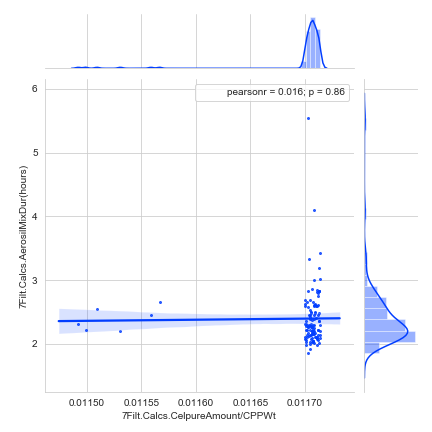 pearsonr = 0.016; p = 0.86
6
5
4
3
2
7Filt.Calcs.AerosilMixDur(hours)
0.01150 0.01155 0.01160 0.01165 0.01170
7Filt.Calcs.CelpureAmount/CPPWt